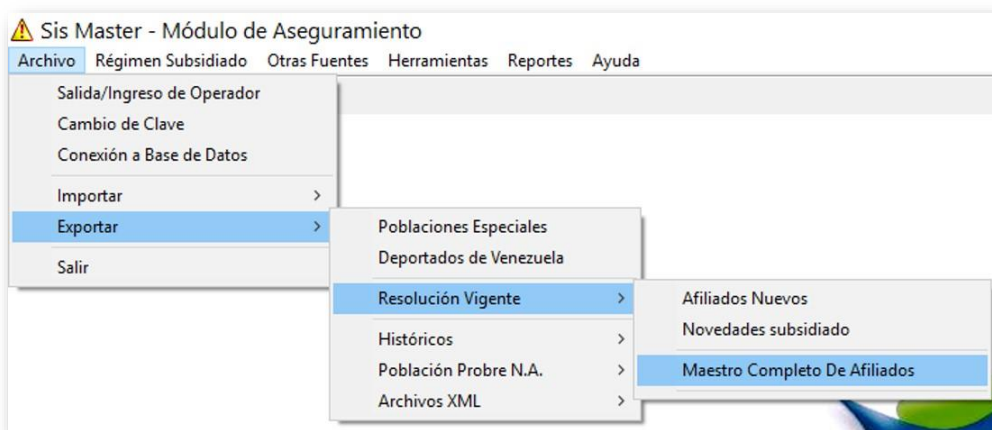 Sis Master - Módulo de Aseguramiento
Archivo Régimen Subsidiado Otras Fuentes Herramientas Reportes Ayuda
Salida/Ingreso de Operador
Cambio de Clave
Conexión a Base de Datos
Importar
Exportar
Salir
Poblaciones Especiales
Deportados de Venezuela
Resolución Vigente
Históricos
Población Probre N.A.
Archivos XML
Afiliados Nuevos
Novedades subsidiado
Maestro Completo De Afiliados